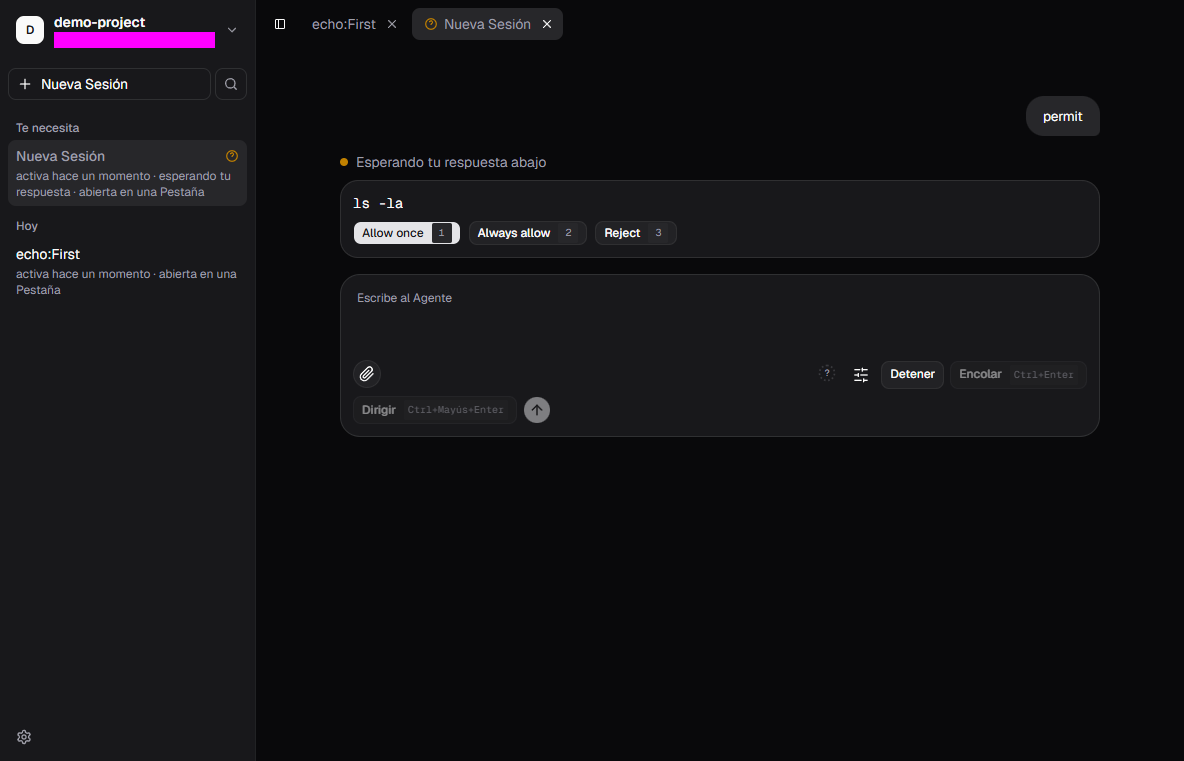 D
demo-project
Nueva Sesión
Te necesita
Nueva Sesión
activa hace un momento · esperando tu
respuesta · abierta en una Pestaña
Hoy
echo:First
activa hace un momento · abierta en una
Pestaña
echo:First
Nueva Sesión
permit
Esperando tu respuesta abajo
ls -la
Allow once 1
Always allow 2
Reject 3
Escribe al Agente
?
Detener
Encolar Ctrl+Enter
Dirigir Ctrl+Mayús+Enter